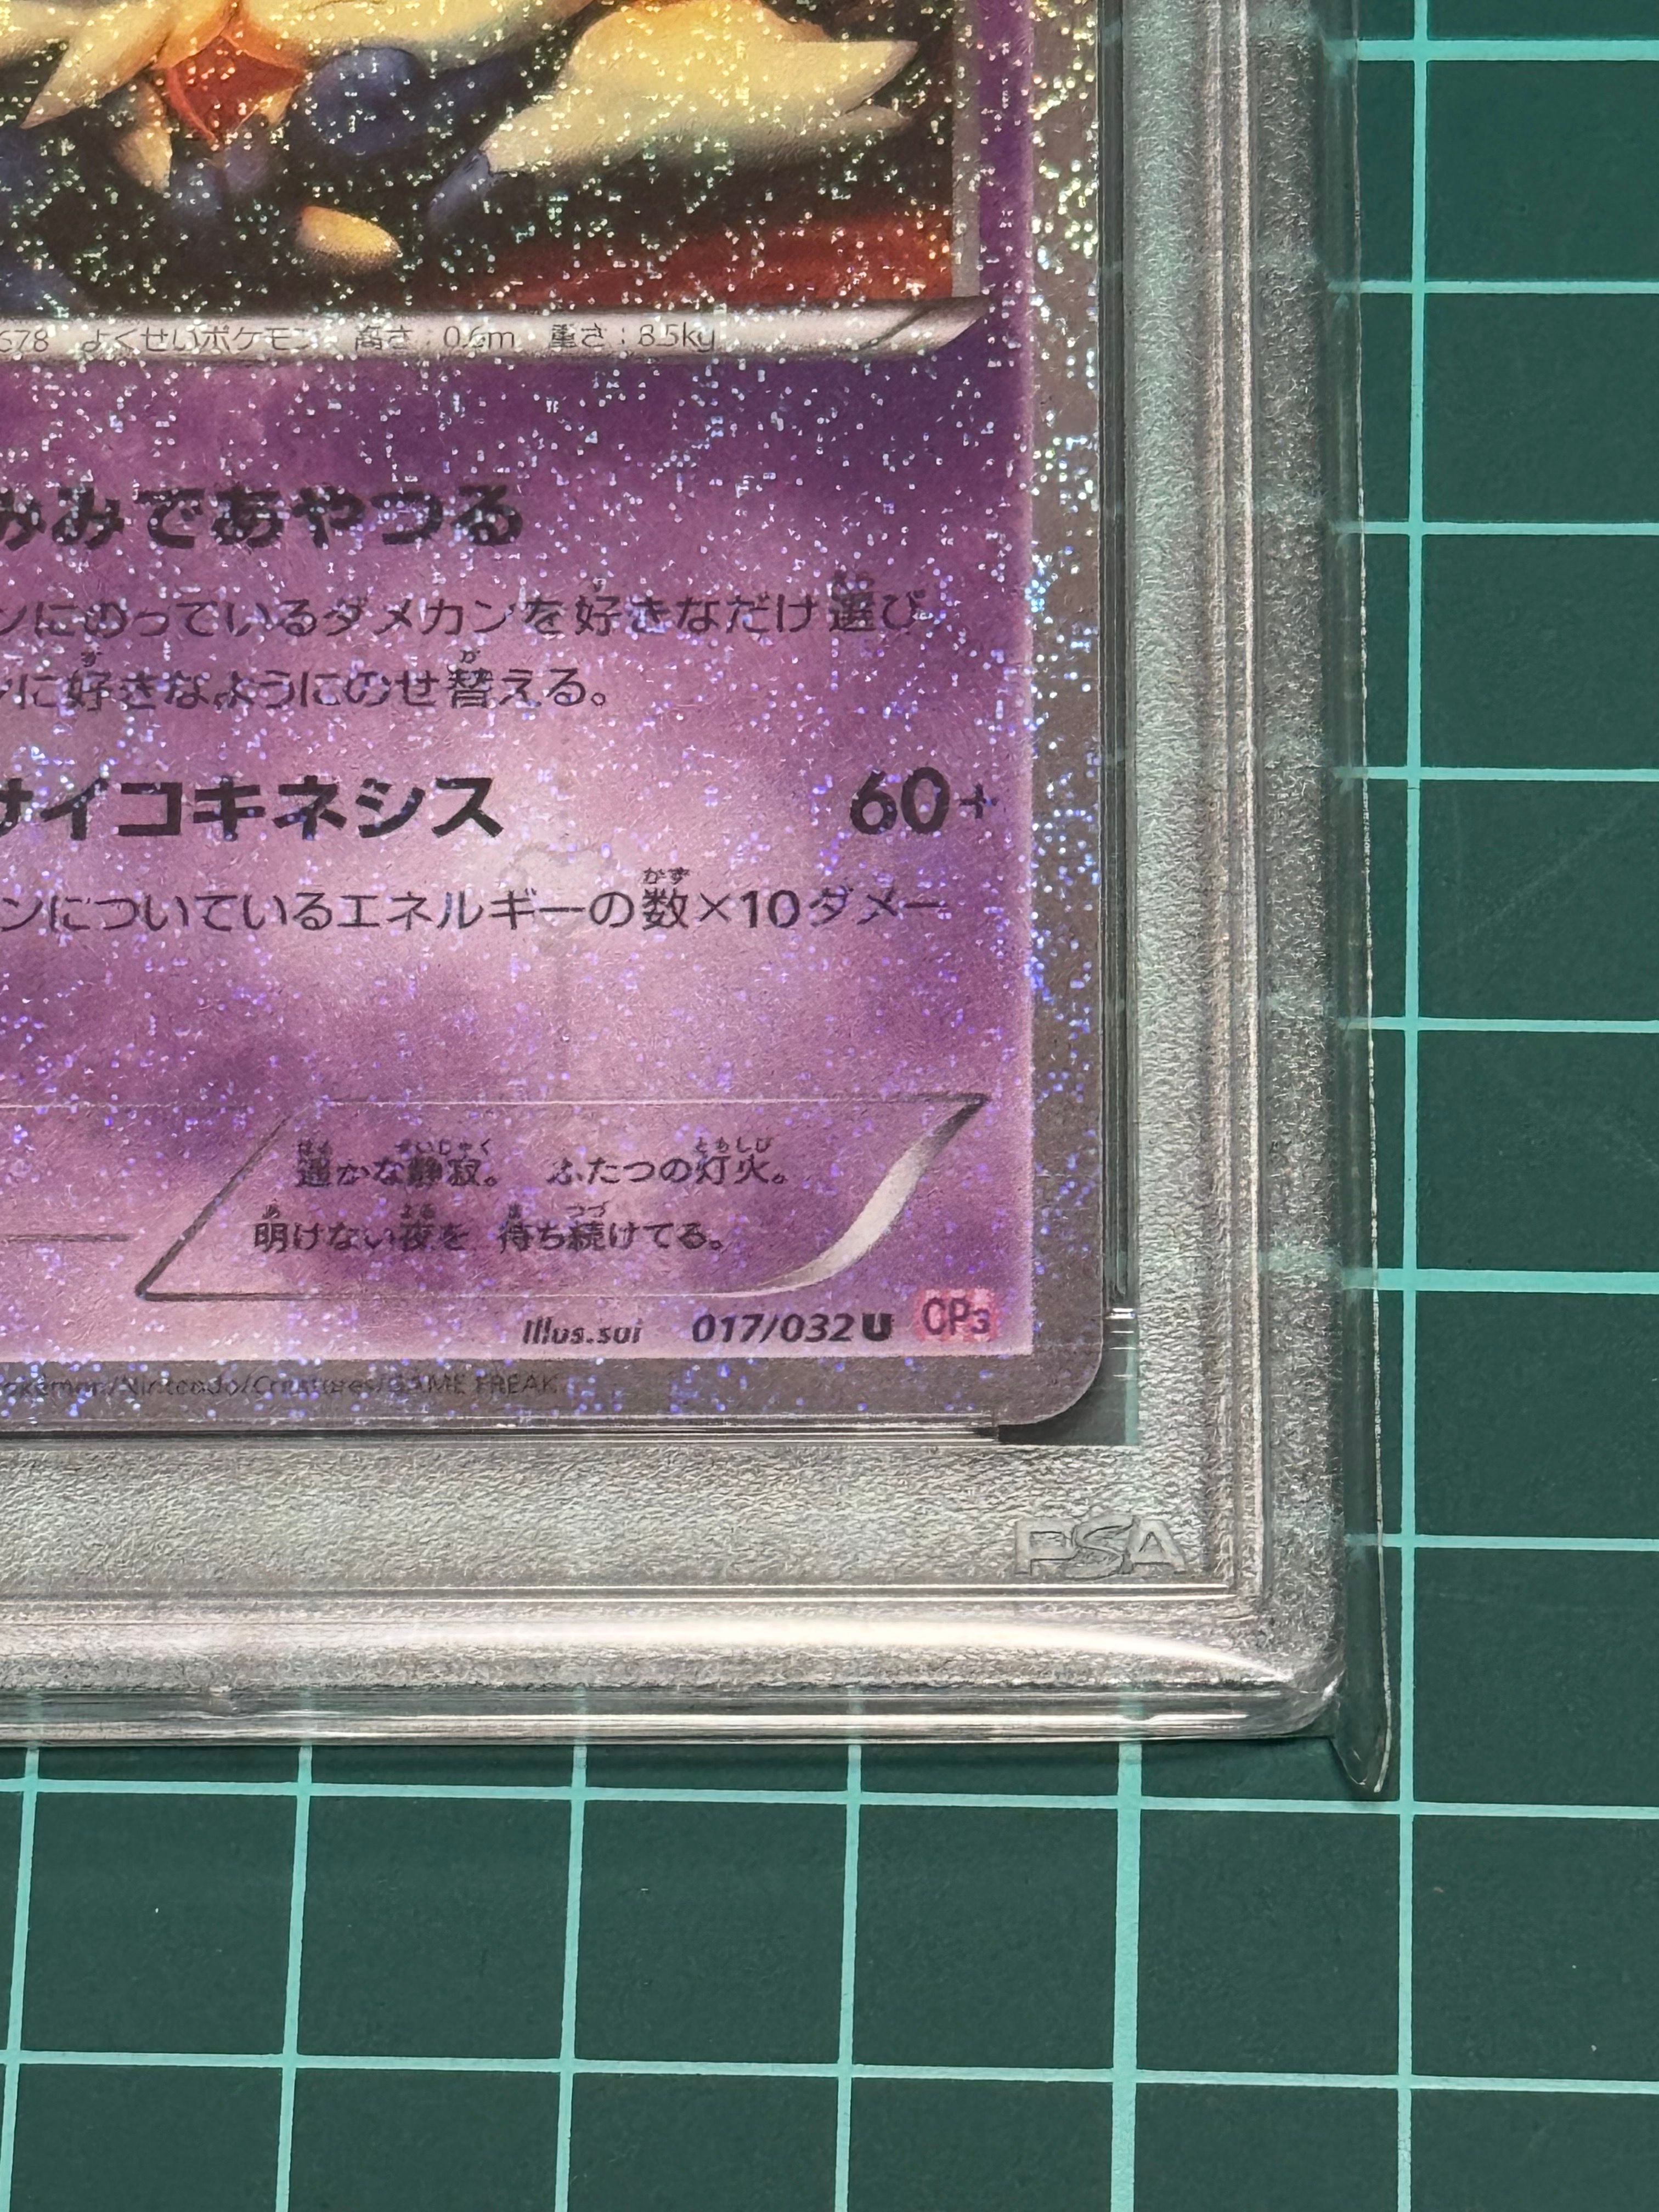 678 よくせいポケモン 高さ：0.6m 重さ：8.5kg
みみであやつる
ンにのっているダメカンを好きなだけ選び、
ンに好きなようにのせ替える。
サイコキネシス 60+
ンについているエネルギーの数×10ダメー
遥かな静寂。 ふたつの灯火。
明けない夜を 待ち続けてる。
Illus.sui 017/032 U CP3
Pokémon/Nintendo/Creatures/GAME FREAK
PSA